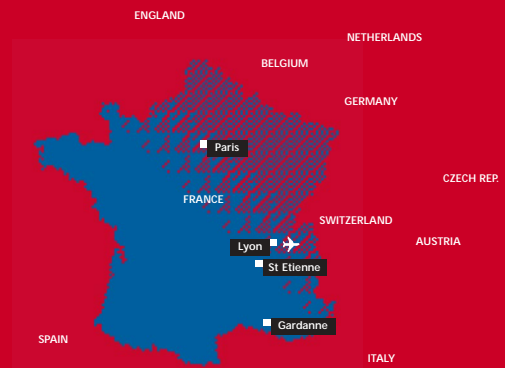 ENGLAND
NETHERLANDS
BELGIUM
GERMANY
Paris
CZECH REP.
FRANCE
SWITZERLAND
AUSTRIA
Lyon
St Etienne
Gardanne
SPAIN
ITALY